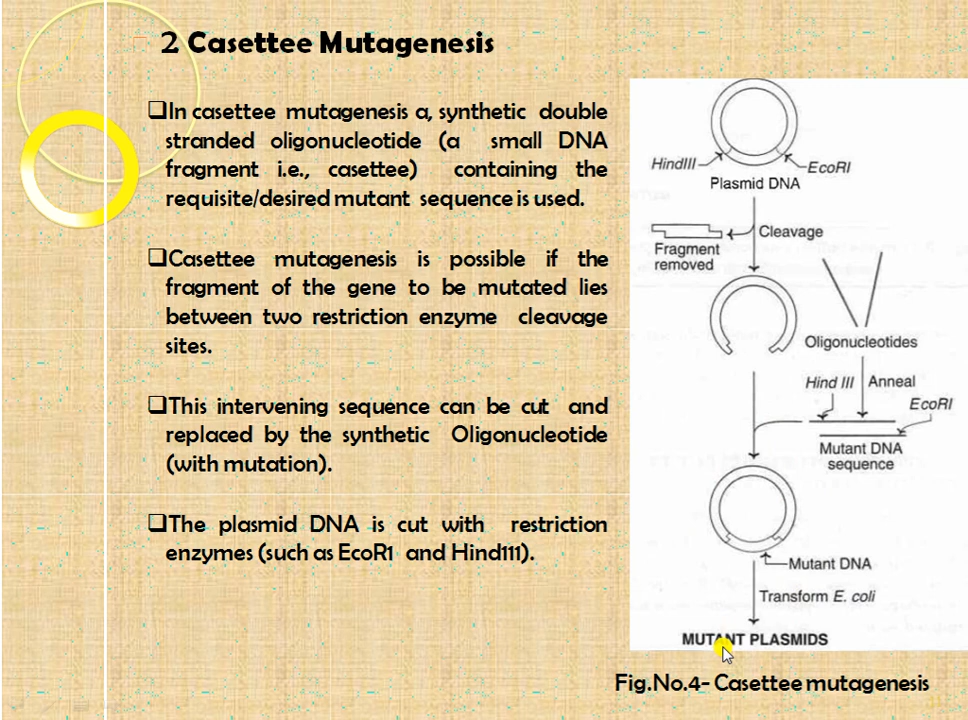 2 Casettee Mutagenesis
In casettee mutagenesis a, synthetic double
stranded oligonucleotide (a small DNA
fragment i.e., casettee) containing the
requisite/desired mutant sequence is used.
Casettee mutagenesis is possible if the
fragment of the gene to be mutated lies
between two restriction enzyme cleavage
sites.
This intervening sequence can be cut and
replaced by the synthetic Oligonucleotide
(with mutation).
The plasmid DNA is cut with restriction
enzymes (such as EcoR1 and Hind111).
HindIII
EcoRI
Plasmid DNA
Cleavage
Fragment
removed
Oligonucleotides
Hind III
Anneal
EcoRI
Mutant DNA
sequence
Mutant DNA
Transform E. coli
MUTANT PLASMIDS
Fig.No.4- Casettee mutagenesis